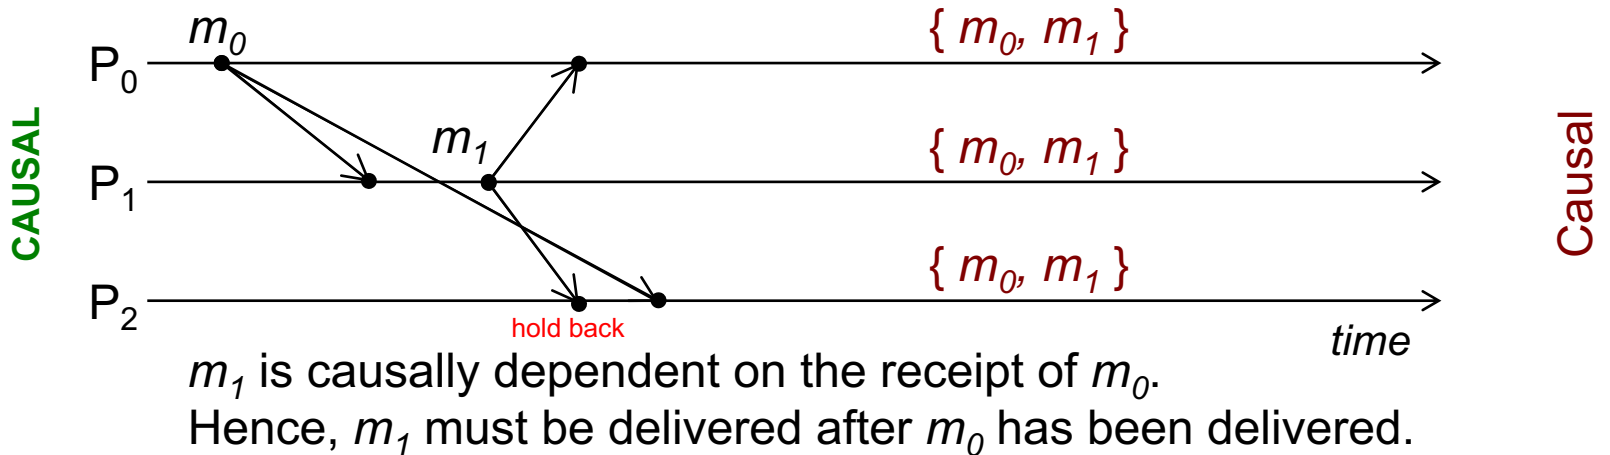 CAUSAL
m0
P0
{ m0, m1 }
m1
P1
{ m0, m1 }
P2
{ m0, m1 }
hold back
time
Causal
m1 is causally dependent on the receipt of m0.
Hence, m1 must be delivered after m0 has been delivered.